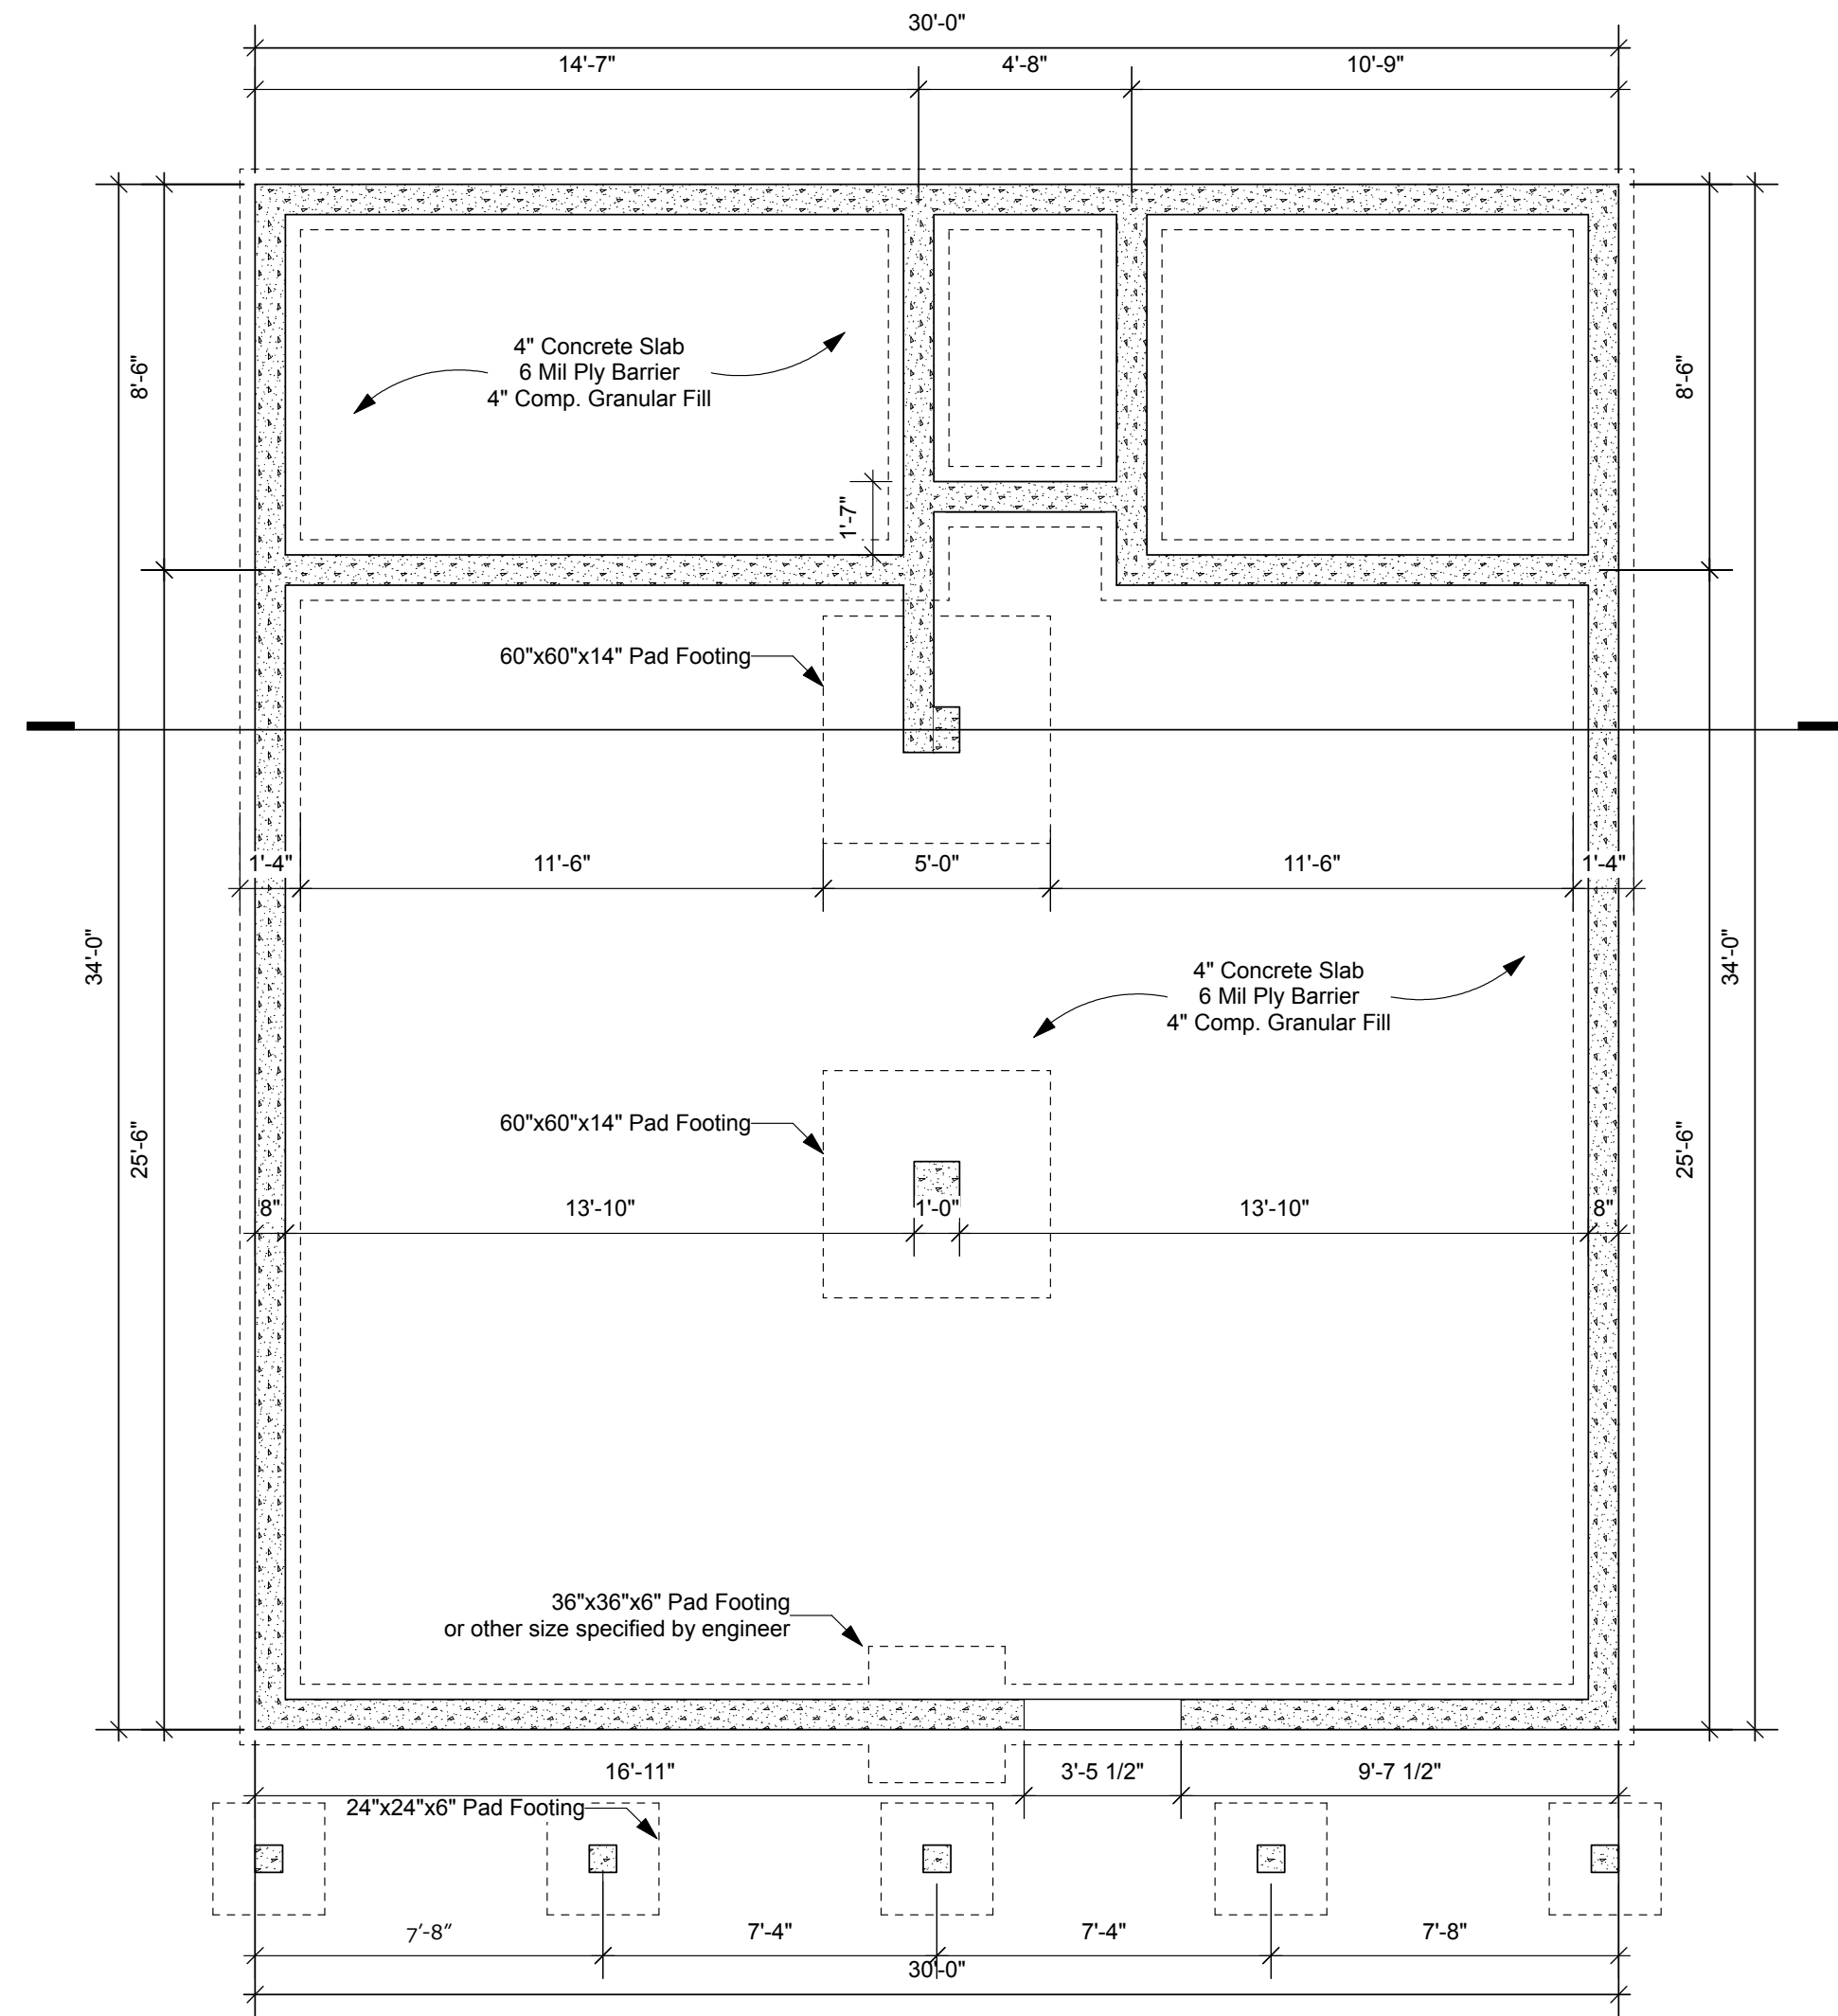 30'-0"
14'-7"
4'-8"
10'-9"
8'-6"
8'-6"
4" Concrete Slab
6 Mil Ply Barrier
4" Comp. Granular Fill
1'-7"
60"x60"x14" Pad Footing
1'-4"
11'-6"
5'-0"
11'-6"
1'-4"
34'-0"
34'-0"
4" Concrete Slab
6 Mil Ply Barrier
4" Comp. Granular Fill
60"x60"x14" Pad Footing
25'-6"
25'-6"
8"
13'-10"
1'-0"
13'-10"
8"
36"x36"x6" Pad Footing
or other size specified by engineer
16'-11"
3'-5 1/2"
9'-7 1/2"
24"x24"x6" Pad Footing
7'-8"
7'-4"
7'-4"
7'-8"
30'-0"